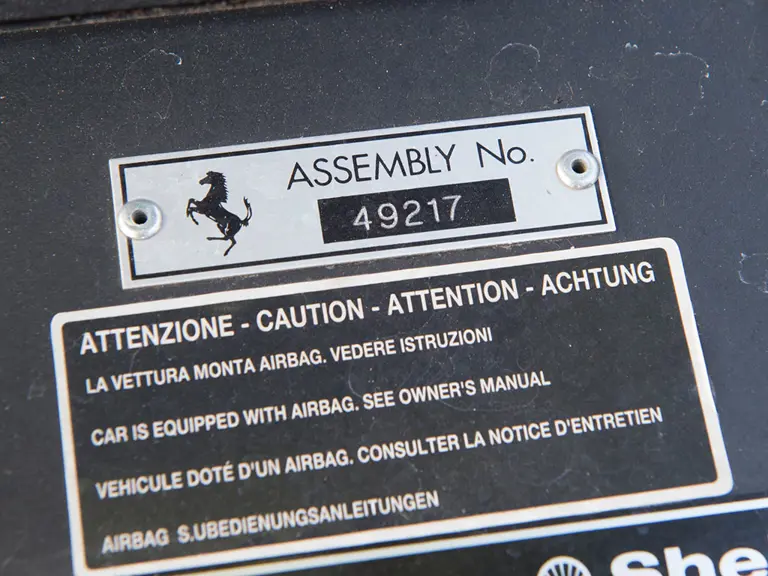 ASSEMBLY No.
49217
ATTENZIONE - CAUTION - ATTENTION - ACHTUNG
LA VETTURA MONTA AIRBAG. VEDERE ISTRUZIONI
CAR IS EQUIPPED WITH AIRBAG. SEE OWNER'S MANUAL
VEHICULE DOTÉ D'UN AIRBAG. CONSULTER LA NOTICE D'ENTRETIEN
AIRBAG S.UBEDIENUNGSANLEITUNGEN